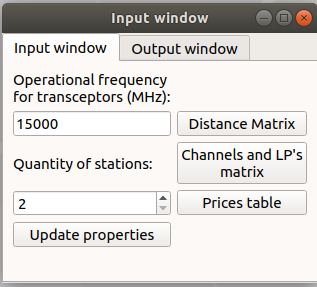 Input window
Input window
Output window
Operational frequency
for transceptors (MHz):
15000
Distance Matrix
Quantity of stations:
Channels and LP's
matrix
2
Prices table
Update properties